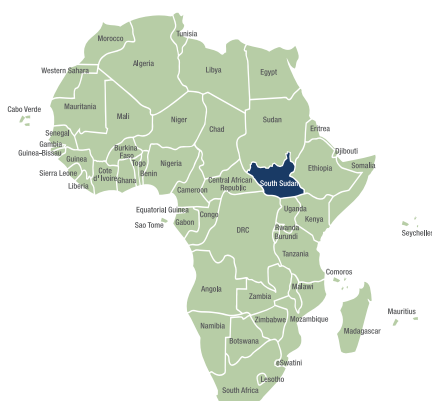 Tunisia
Morocco
Algeria
Libya
Egypt
Western Sahara
Mauritania
Mali
Niger
Chad
Sudan
Eritrea
Cabo Verde
Senegal
Gambia
Guinea-Bissau
Guinea
Sierra Leone
Liberia
Cote
d'Ivoire
Burkina
Faso
Ghana
Togo
Benin
Nigeria
Cameroon
Central African
Republic
South Sudan
Ethiopia
Djibouti
Somalia
Equatorial Guinea
Sao Tome
Gabon
Congo
DRC
Uganda
Kenya
Rwanda
Burundi
Tanzania
Seychelles
Comoros
Angola
Zambia
Malawi
Mozambique
Zimbabwe
Namibia
Botswana
Madagascar
Mauritius
eSwatini
Lesotho
South Africa